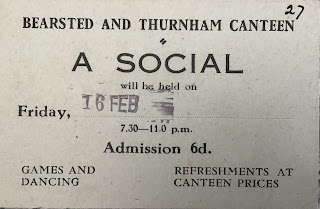 27
BEARSTED AND THURNHAM CANTEEN
A SOCIAL
will be held on
Friday, 16 FEB
7.30—11.0 p.m.
Admission 6d.
GAMES AND REFRESHMENTS AT
DANCING CANTEEN PRICES